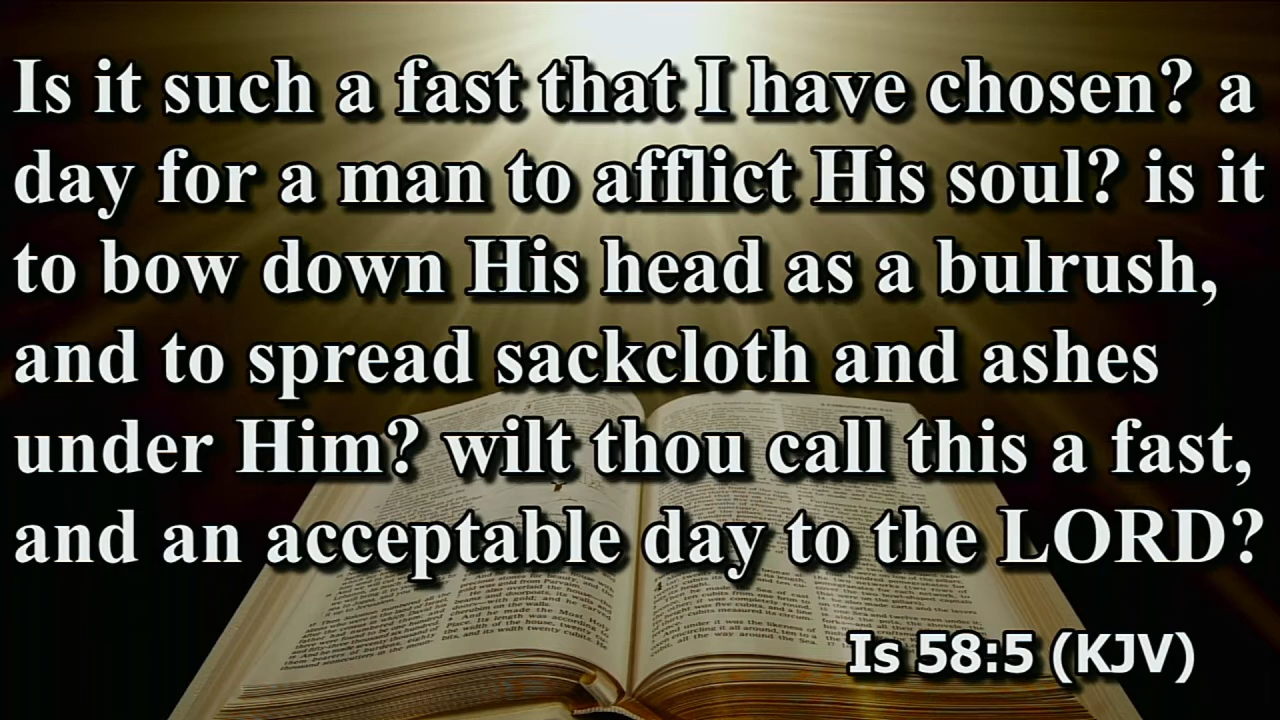 Is it such a fast that I have chosen? a
day for a man to afflict His soul? is it
to bow down His head as a bulrush,
and to spread sackcloth and ashes
under Him? wilt thou call this a fast,
and an acceptable day to the LORD?
Is 58:5 (KJV)